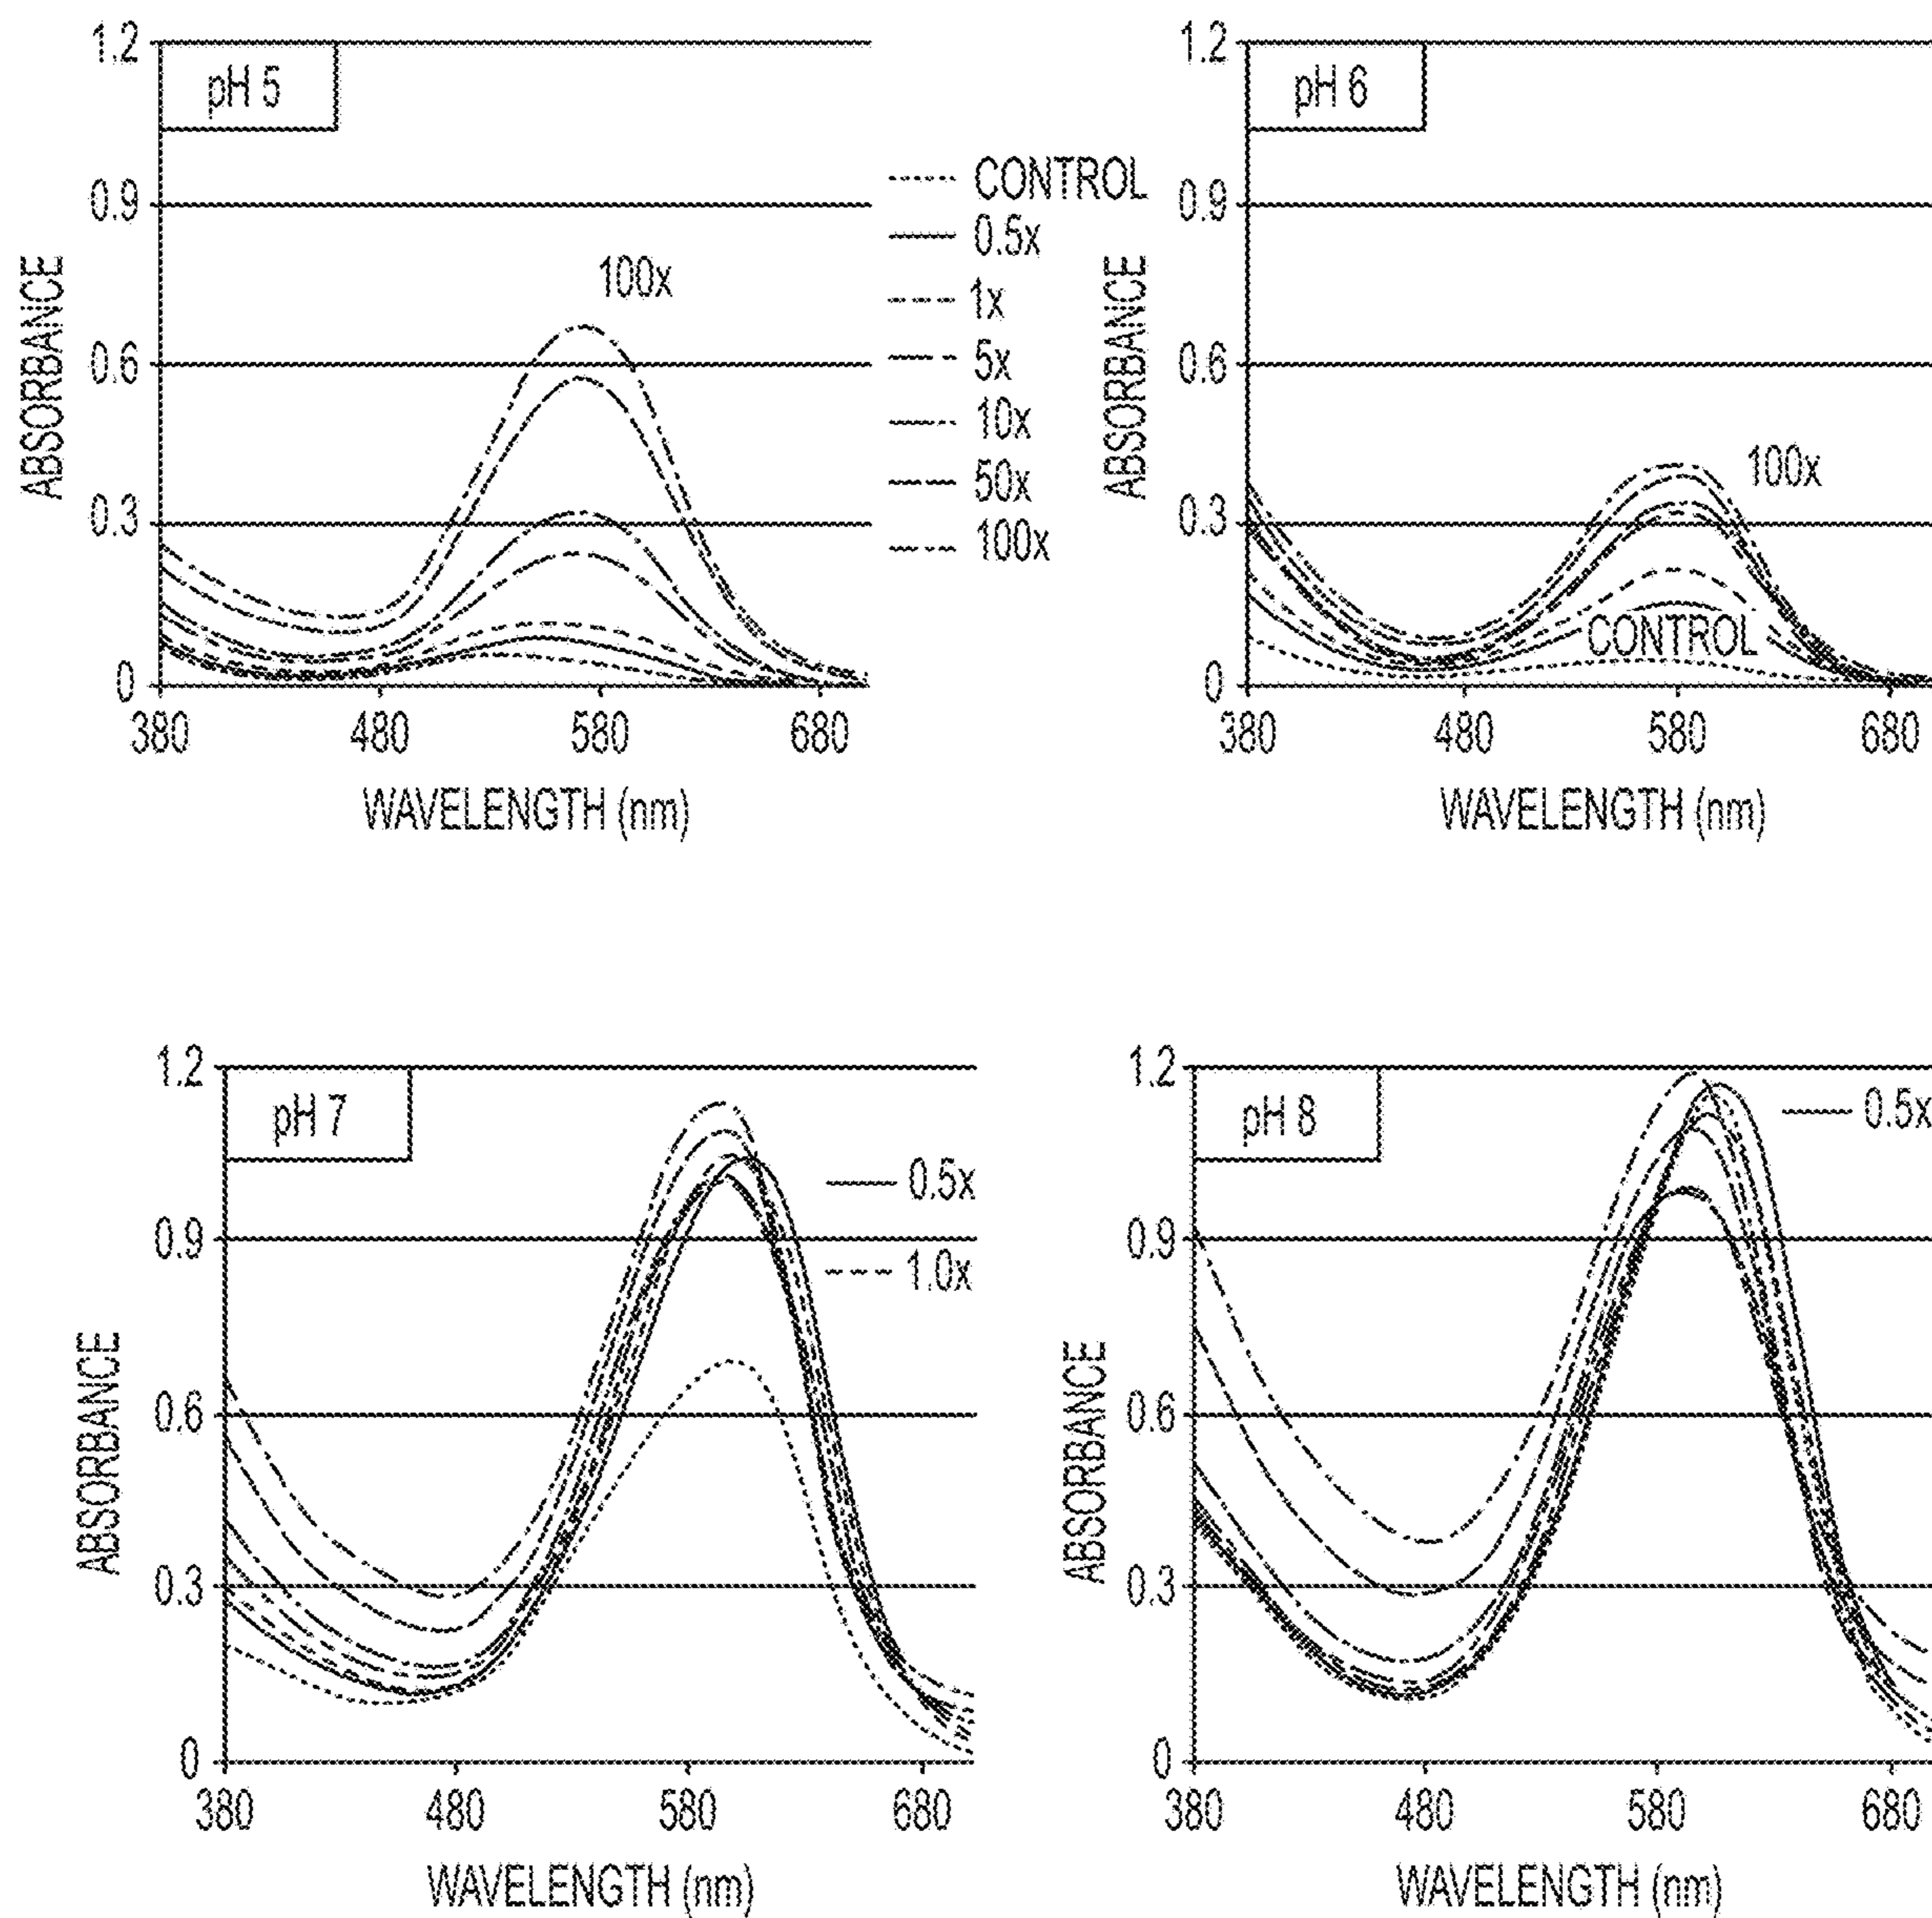 1.2
pH 5
0.9
0.6
0.3
0
ABSORBANCE
100x
380
480
580
680
WAVELENGTH (nm)
CONTROL
0.5x
1x
5x
10x
50x
100x
1.2
pH 6
0.9
0.6
0.3
0
ABSORBANCE
100x
CONTROL
380
480
580
680
WAVELENGTH (nm)
1.2
pH 7
0.9
0.6
0.3
0
ABSORBANCE
0.5x
1.0x
380
480
580
680
WAVELENGTH (nm)
1.2
pH 8
0.9
0.6
0.3
0
ABSORBANCE
0.5x
380
480
580
680
WAVELENGTH (nm)